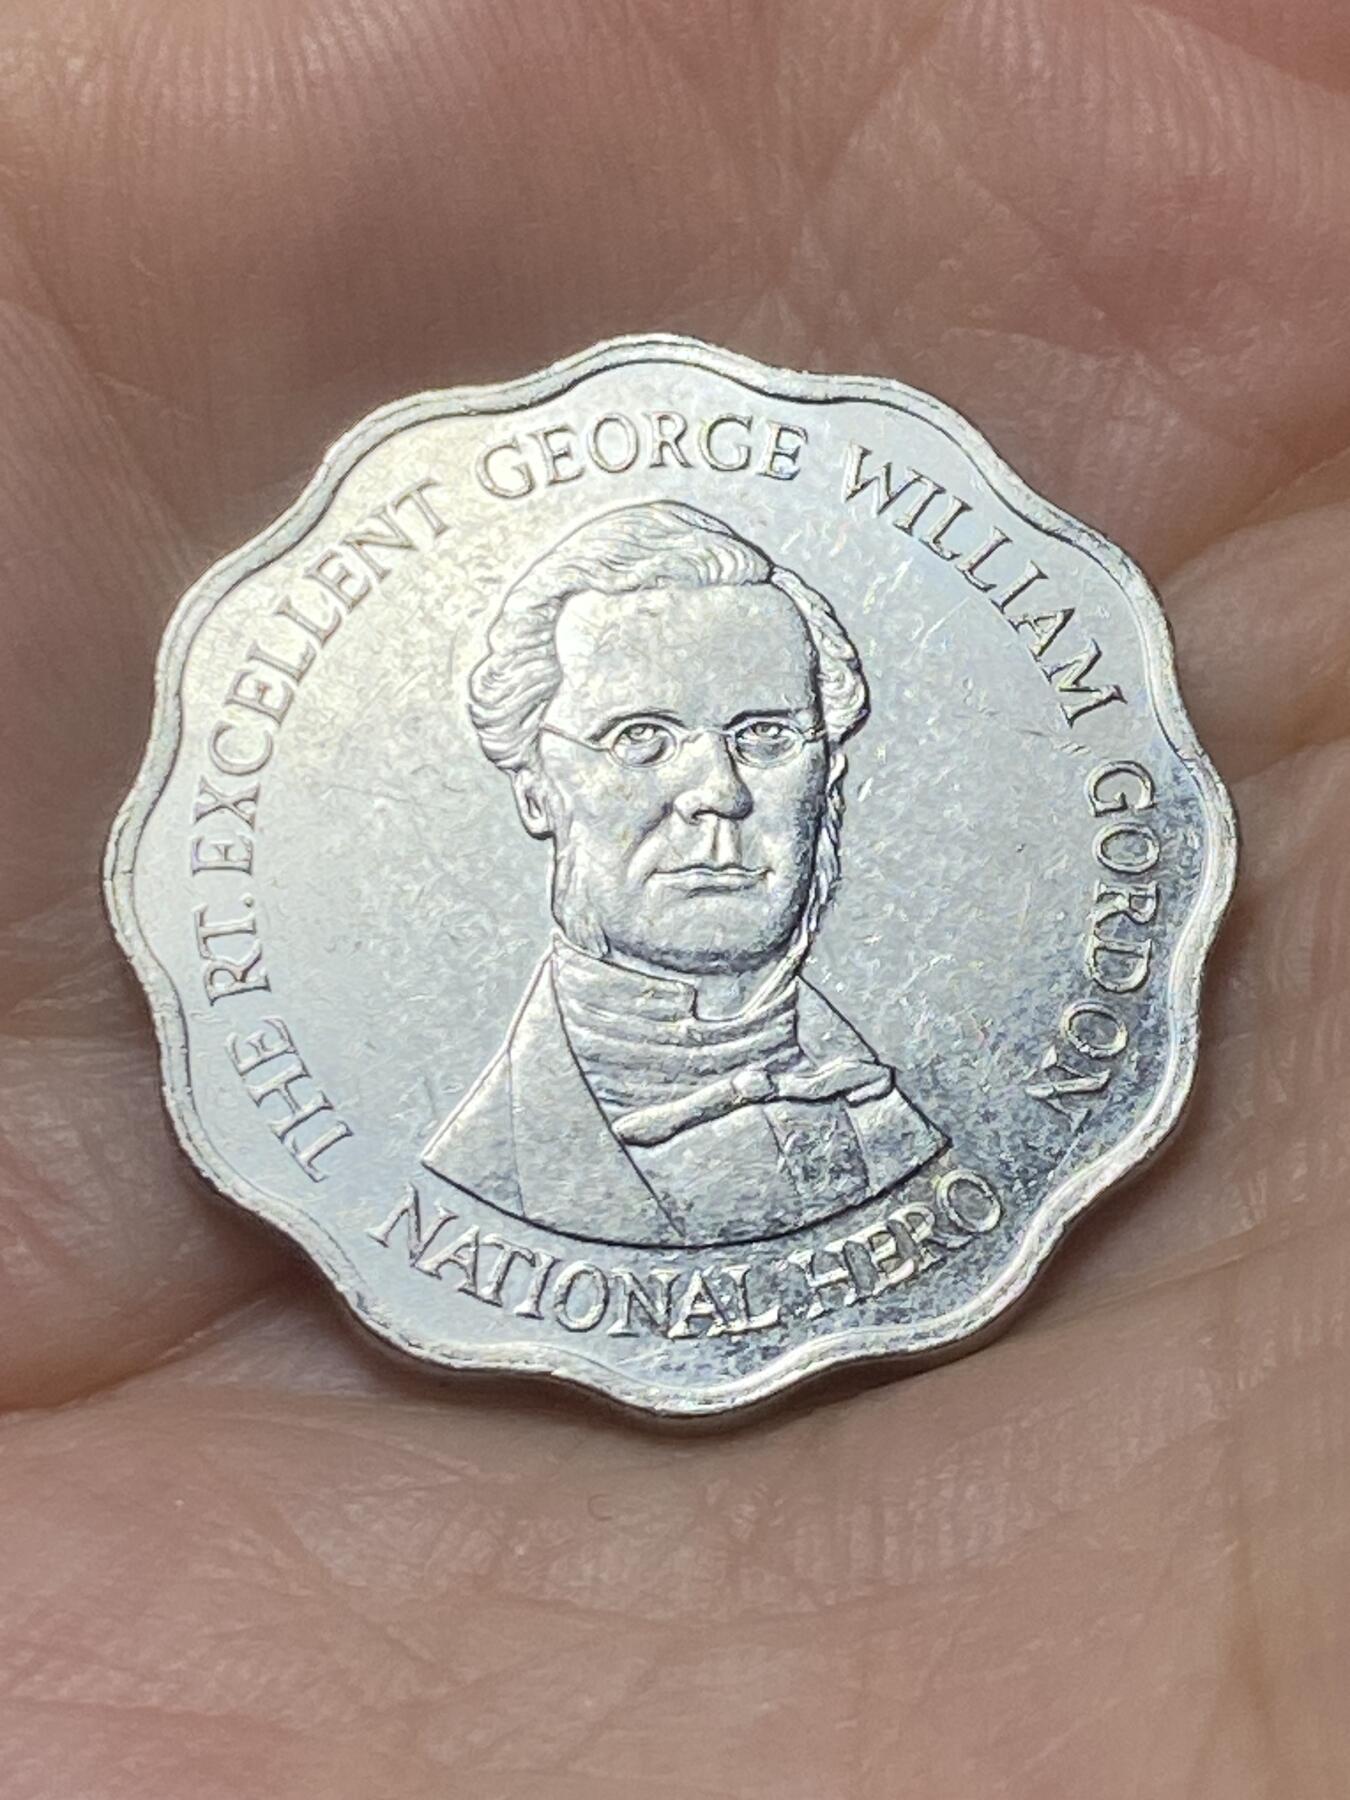 THE RT. EXCELLENT GEORGE WILLIAM GORDON
NATIONAL HERO